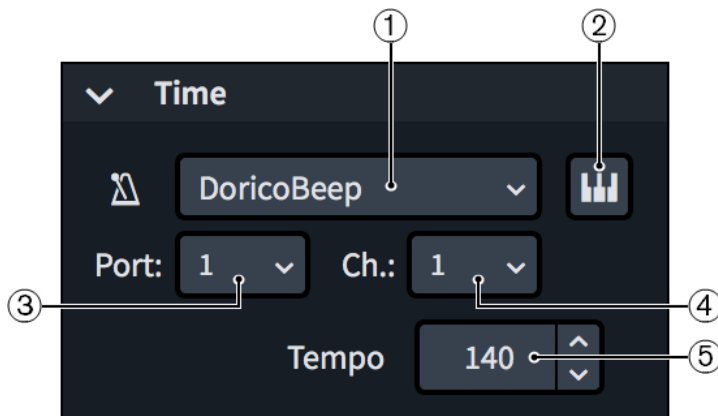 ① ②
Time
DoricoBeep
Port: 1 Ch.: 1
③ ④
Tempo 140 ⑤